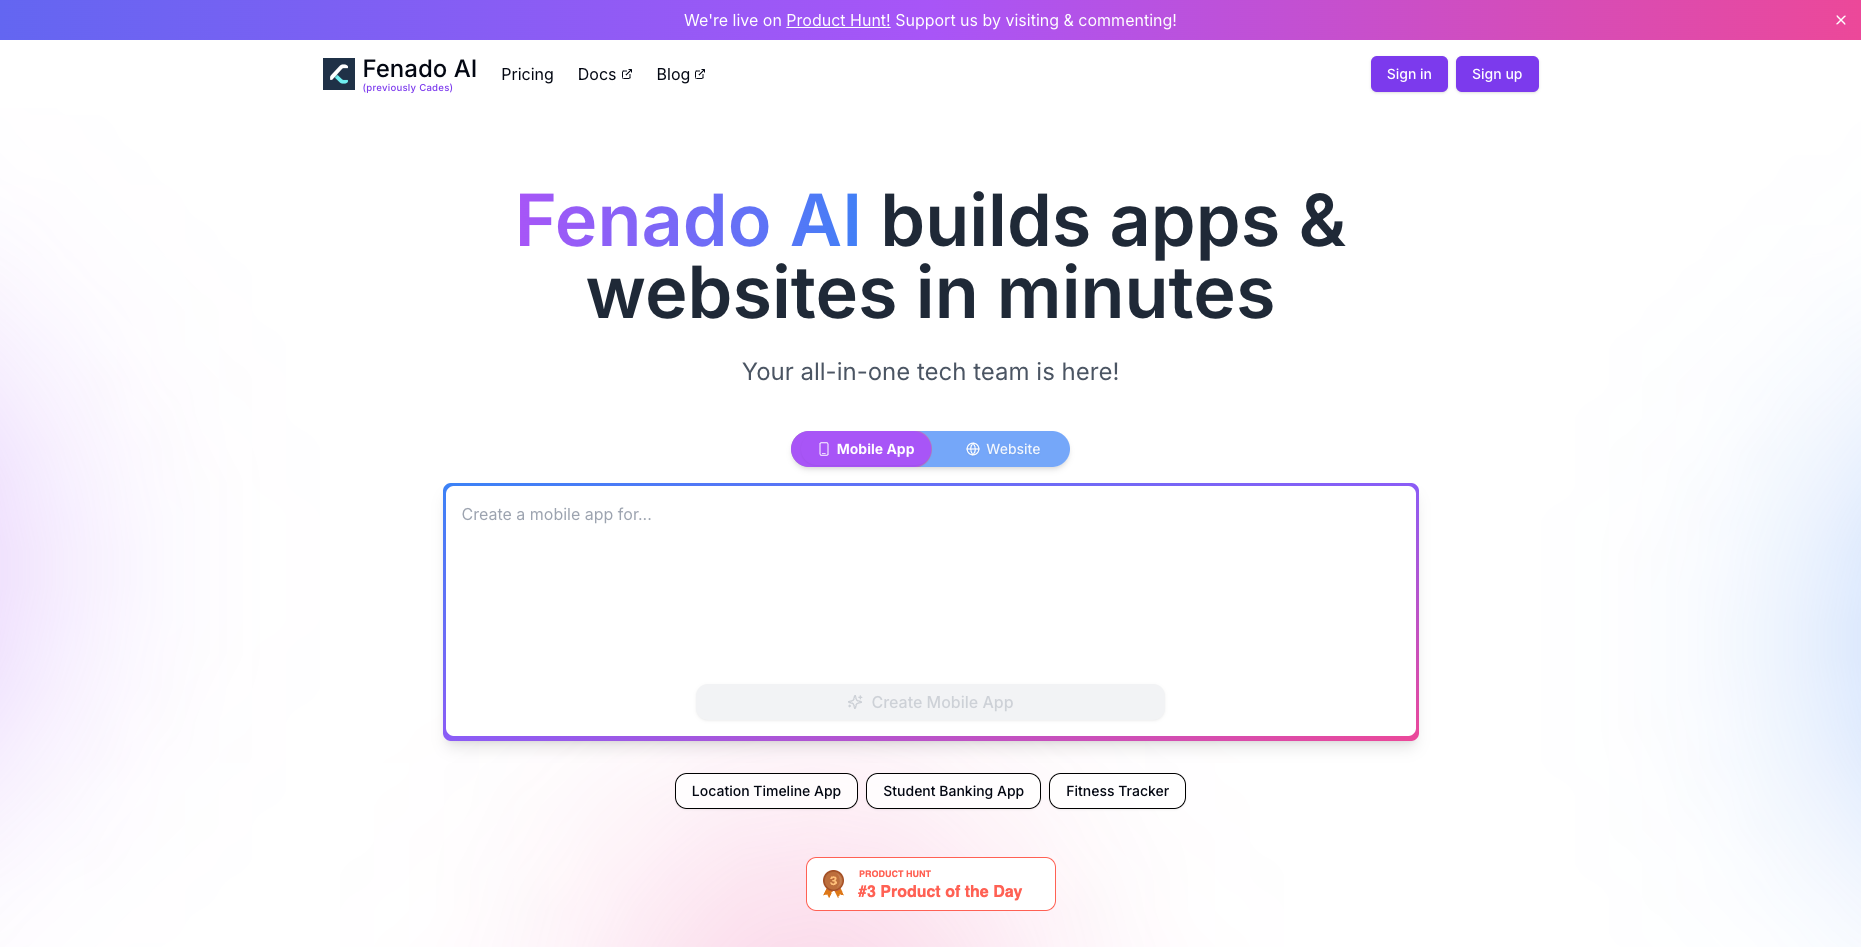 We're live on Product Hunt! Support us by visiting & commenting!
Fenado AI
(previously Cades)
Pricing
Docs
Blog
Sign in
Sign up
Fenado AI builds apps &
websites in minutes
Your all-in-one tech team is here!
Mobile App
Website
Create a mobile app for...
Create Mobile App
Location Timeline App
Student Banking App
Fitness Tracker
3
PRODUCT HUNT
#3 Product of the Day